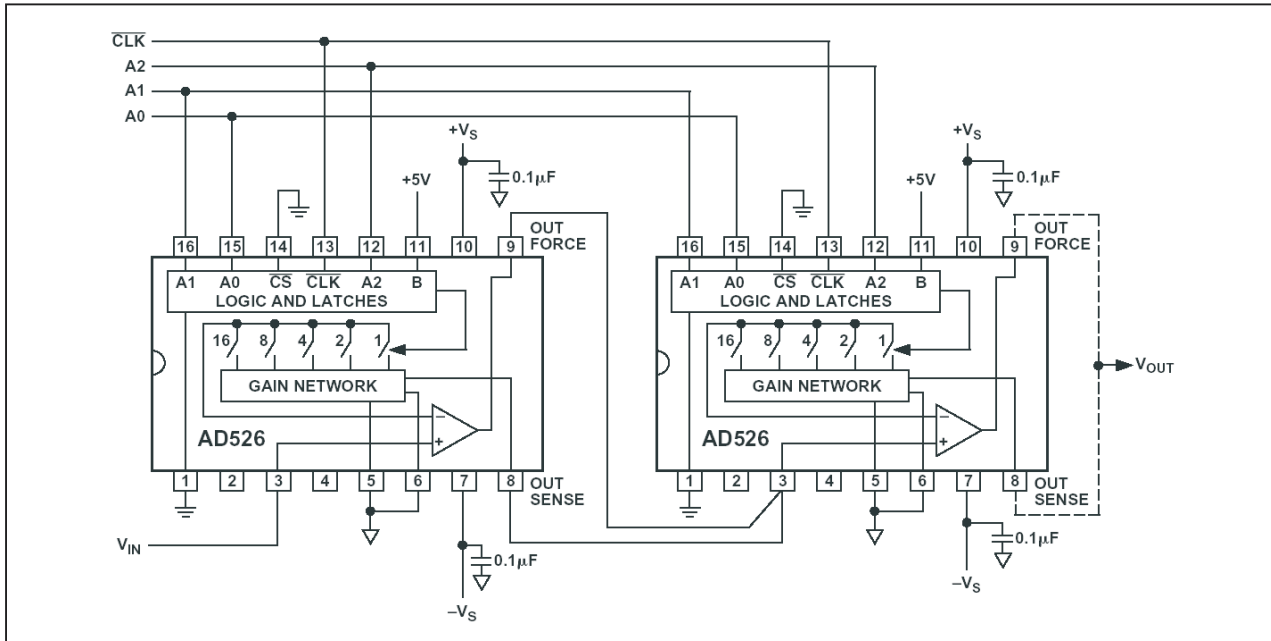 CLK
A2
A1
A0
+VS
0.1µF
+5V
OUT
FORCE
16 15 14 13 12 11 10 9
A1 A0 CS CLK A2 B
LOGIC AND LATCHES
16 8 4 2 1
GAIN NETWORK
−
+
AD526
1 2 3 4 5 6 7 8
OUT
SENSE
VIN
0.1µF
−VS
+VS
0.1µF
+5V
OUT
FORCE
16 15 14 13 12 11 10 9
A1 A0 CS CLK A2 B
LOGIC AND LATCHES
16 8 4 2 1
GAIN NETWORK
−
+
AD526
1 2 3 4 5 6 7 8
OUT
SENSE
VOUT
0.1µF
−VS